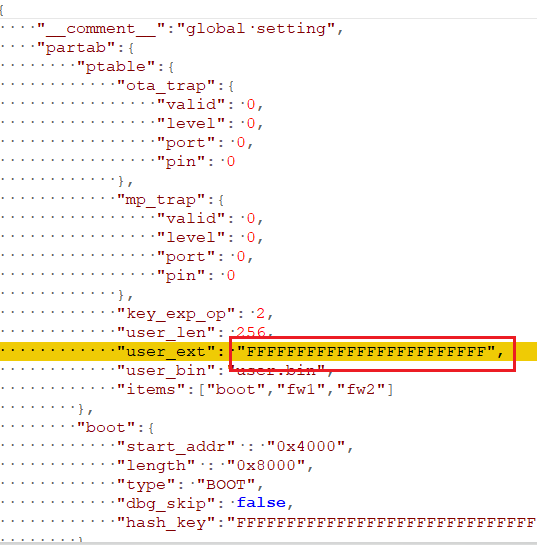 {
"__comment__":"global setting",
"partab":{
"ptable":{
"ota_trap":{
"valid": 0,
"level": 0,
"port": 0,
"pin": 0
},
"mp_trap":{
"valid": 0,
"level": 0,
"port": 0,
"pin": 0
},
"key_exp_op": 2,
"user_len": 256,
"user_ext": "FFFFFFFFFFFFFFFFFFFFFFFF",
"user_bin": "user.bin",
"items":["boot","fw1","fw2"]
},
"boot":{
"start_addr" : "0x4000",
"length" : "0x8000",
"type": "BOOT",
"dbg_skip": false,
"hash_key":"FFFFFFFFFFFFFFFFFFFFFFFFFFFFFF
}